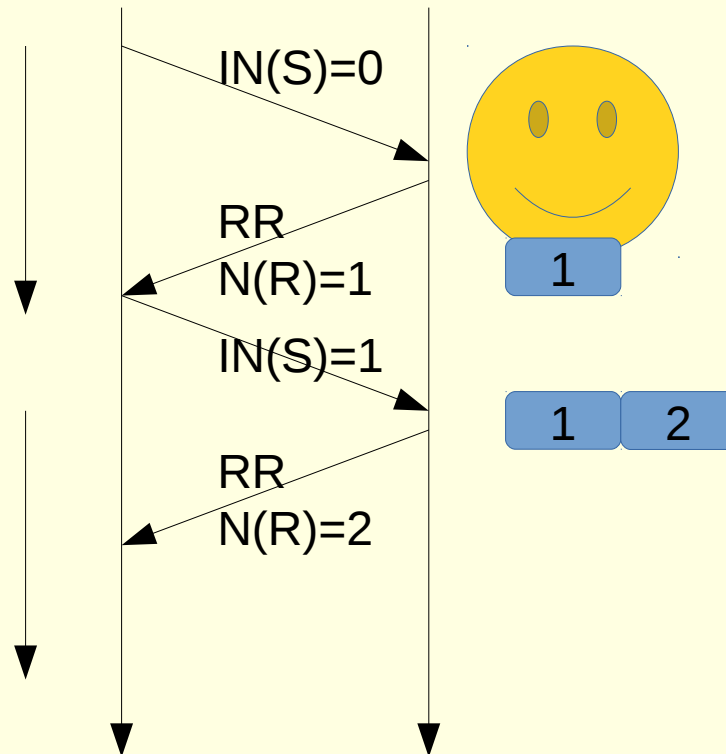 IN(S)=0
RR
N(R)=1
1
IN(S)=1
1 2
RR
N(R)=2